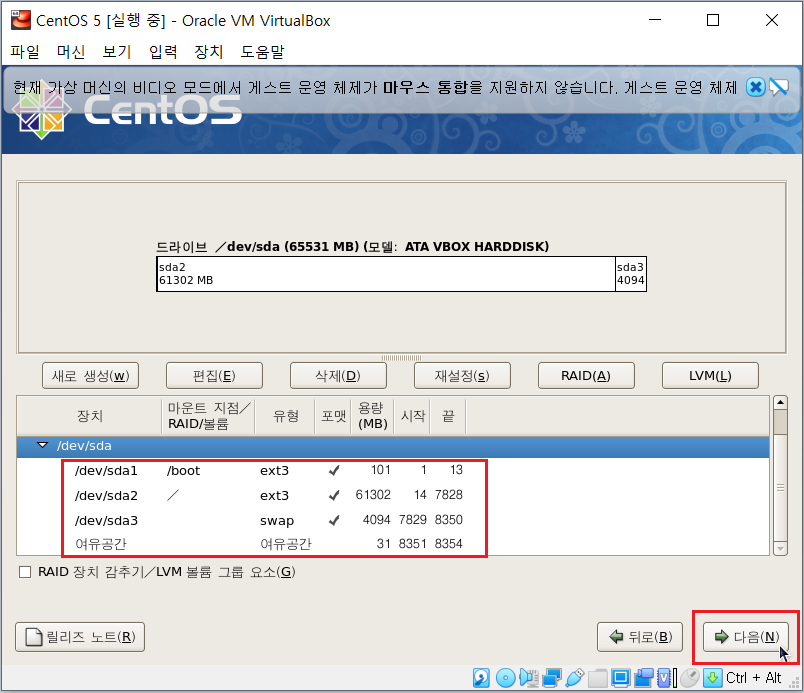 CentOS 5 [실행 중] - Oracle VM VirtualBox
파일 머신 보기 입력 장치 도움말
현재 가상 머신의 비디오 모드에서 게스트 운영 체제가 마우스 통합을 지원하지 않습니다. 게스트 운영 체제
CentOS
드라이브 /dev/sda (65531 MB) (모델: ATA VBOX HARDDISK)
sda2 sda3
61302 MB 4094
새로 생성(w) 편집(E) 삭제(D) 재설정(s) RAID(A) LVM(L)
장치 마운트 지점/ RAID/볼륨 유형 포맷 용량 (MB) 시작 끝
/dev/sda
/dev/sda1 /boot ext3 101 1 13
/dev/sda2 / ext3 61302 14 7828
/dev/sda3 swap 4094 7829 8350
여유공간 여유공간 31 8351 8354
RAID 장치 감추기/LVM 볼륨 그룹 요소(G)
릴리즈 노트(R) 뒤로(B) 다음(N)
Ctrl + Alt